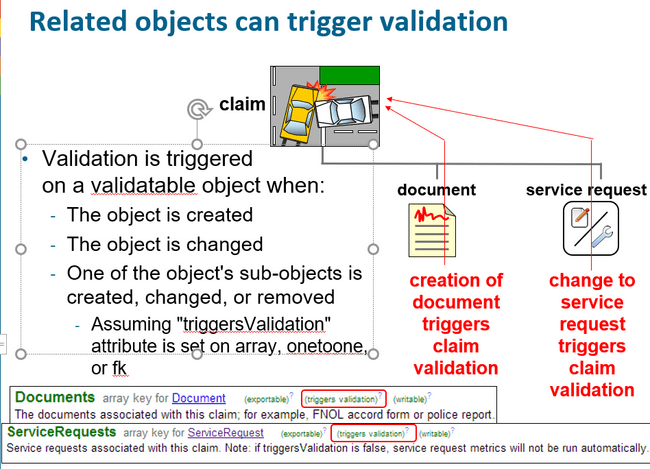 Related objects can trigger validation
claim
• Validation is triggered
on a validatable object when:
- The object is created
- The object is changed
- One of the object's sub-objects is
created, changed, or removed
- Assuming "triggersValidation"
attribute is set on array, onetoone,
or fk
document
service request
creation of
document
triggers
claim
validation
change to
service
request
triggers
claim
validation
Documents array key for Document (exportable)? (triggers validation)? (writable)?
The documents associated with this claim; for example, FNOL accord form or police report.
ServiceRequests array key for ServiceRequest (exportable)? (triggers validation)? (writable)?
Service requests associated with this claim. Note: if triggersValidation is false, service request metrics will not be run automatically.